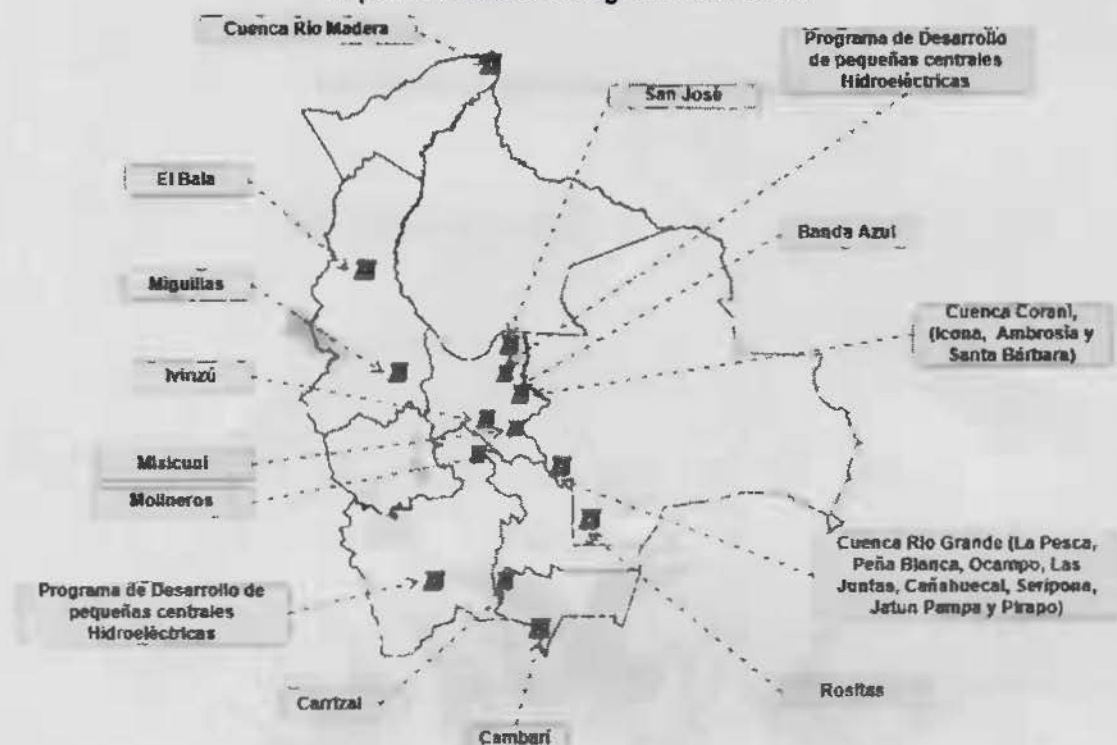 Cuenca Rio Madera
Programa de Desarrollo
de pequeñas centrales
Hidroeléctricas
San José
El Bala
Banda Azul
Miguillas
Cuenca Corani,
(Icona, Ambrosia y
Santa Bárbara)
Ivirizú
Misicuni
Molineros
Cuenca Rio Grande (La Pesca,
Peña Blanca, Ocampo, Las
Juntas, Cañahuecal, Seripona,
Jatun Pampa y Pirapo)
Programa de Desarrollo de
pequeñas centrales
Hidroeléctricas
Carrizal
Rositas
Cambarí